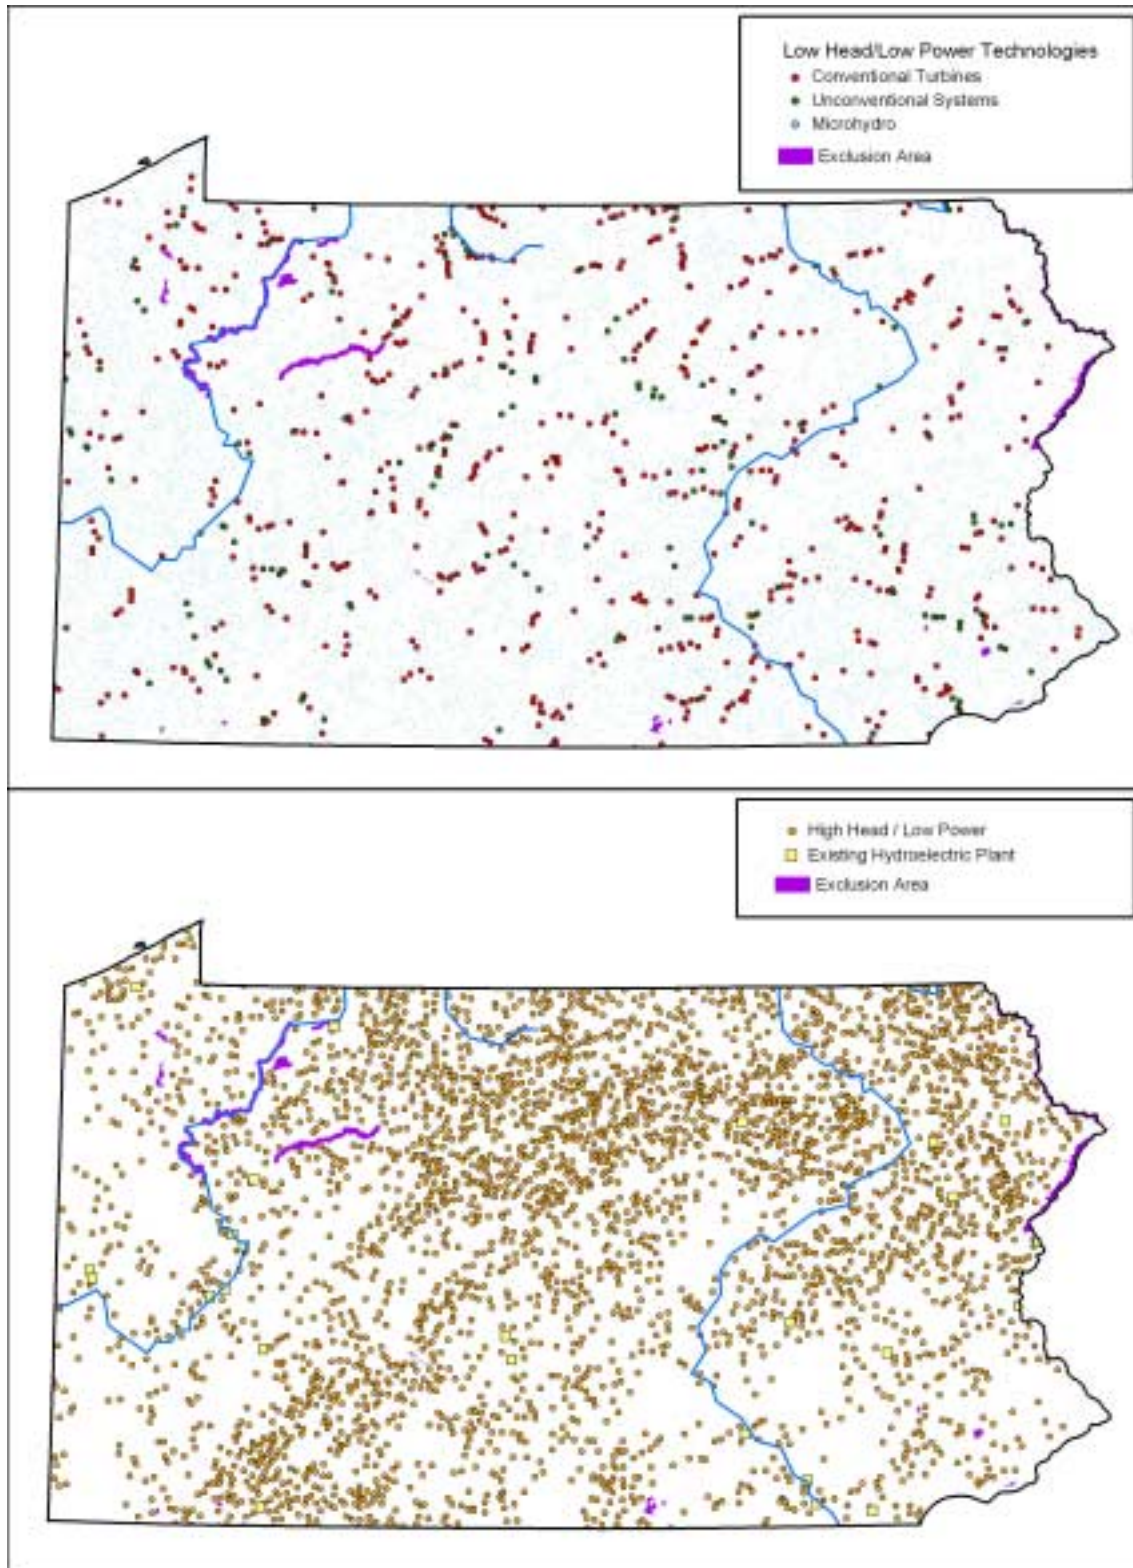 Low Head/Low Power Technologies
Conventional Turbines
Unconventional Systems
Microhydro
Exclusion Area
High Head / Low Power
Existing Hydroelectric Plant
Exclusion Area